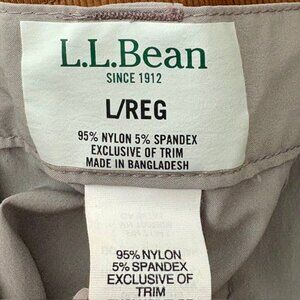 L.L.Bean
SINCE 1912
L/REG
95% NYLON 5% SPANDEX
EXCLUSIVE OF TRIM
MADE IN BANGLADESH
95% NYLON
5% SPANDEX
EXCLUSIVE OF
TRIM